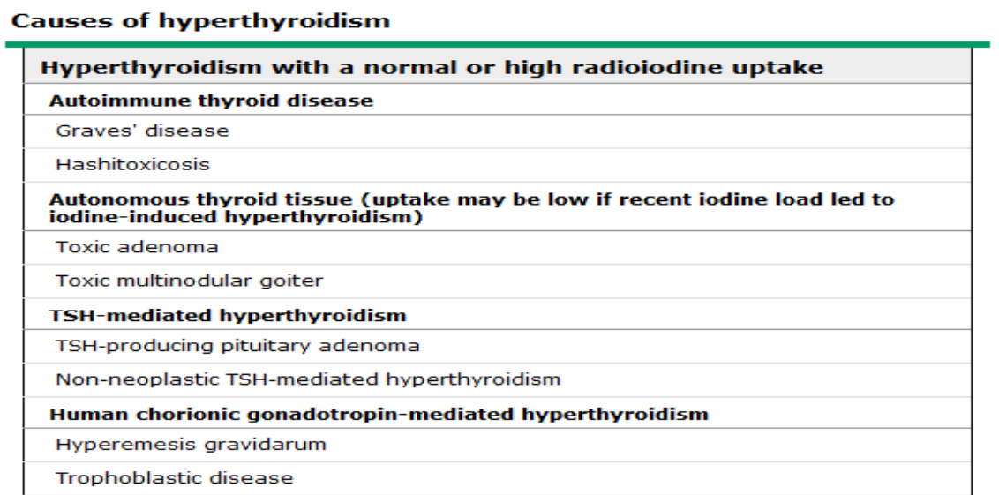 Causes of hyperthyroidism
Hyperthyroidism with a normal or high radioiodine uptake
Autoimmune thyroid disease
Graves' disease
Hashitoxicosis
Autonomous thyroid tissue (uptake may be low if recent iodine load led to
iodine-induced hyperthyroidism)
Toxic adenoma
Toxic multinodular goiter
TSH-mediated hyperthyroidism
TSH-producing pituitary adenoma
Non-neoplastic TSH-mediated hyperthyroidism
Human chorionic gonadotropin-mediated hyperthyroidism
Hyperemesis gravidarum
Trophoblastic disease